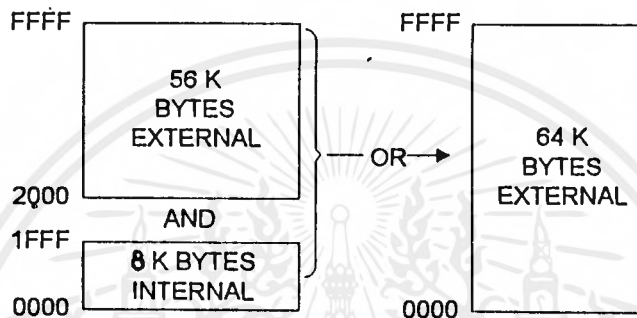 FFFF
56 K
BYTES
EXTERNAL
2000
AND
1FFF
8 K BYTES
INTERNAL
0000
OR
FFFF
64 K
BYTES
EXTERNAL
0000